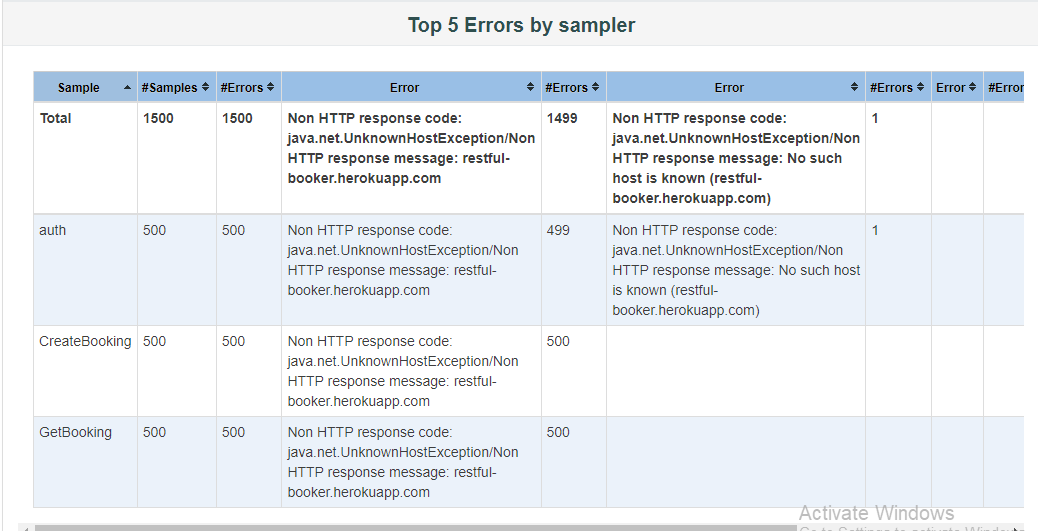 Top 5 Errors by sampler
Sample #Samples #Errors Error #Errors Error #Errors Error #Error
Total 1500 1500 Non HTTP response code: 1499 Non HTTP response code: 1
java.net.UnknownHostException/Non java.net.UnknownHostException/Non
HTTP response message: restful- HTTP response message: No such
booker.herokuapp.com host is known (restful-
booker.herokuapp.com)
auth 500 500 Non HTTP response code: 499 Non HTTP response code: 1
java.net.UnknownHostException/Non java.net.UnknownHostException/Non
HTTP response message: restful- HTTP response message: No such host
booker.herokuapp.com is known (restful-
booker.herokuapp.com)
CreateBooking 500 500 Non HTTP response code: 500
java.net.UnknownHostException/Non
HTTP response message: restful-
booker.herokuapp.com
GetBooking 500 500 Non HTTP response code: 500
java.net.UnknownHostException/Non
HTTP response message: restful-
booker.herokuapp.com
Activate Windows
Go to Settings to activate Windows